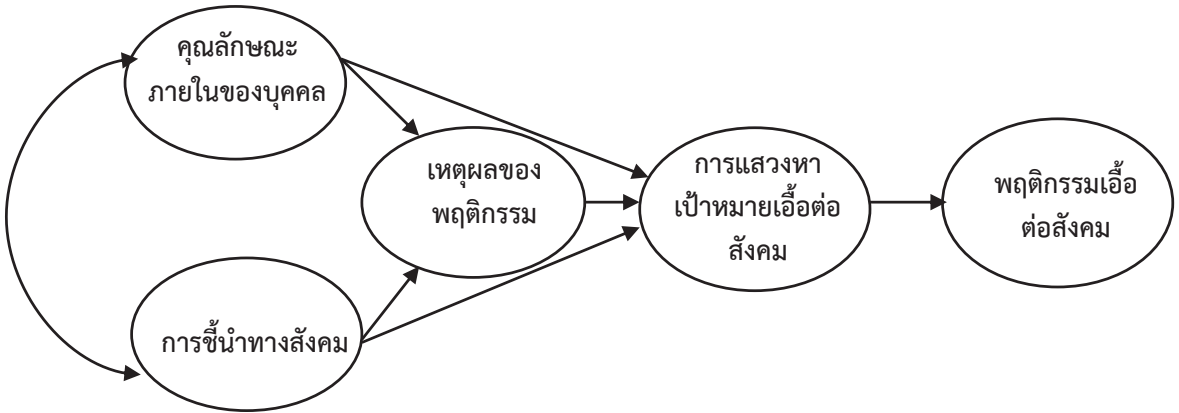 คุณลักษณะ
ภายในของบุคคล
เหตุผลของ
พฤติกรรม
การชี้นำทางสังคม
การแสวงหา
เป้าหมายเอื้อต่อ
สังคม
พฤติกรรมเอื้อ
ต่อสังคม